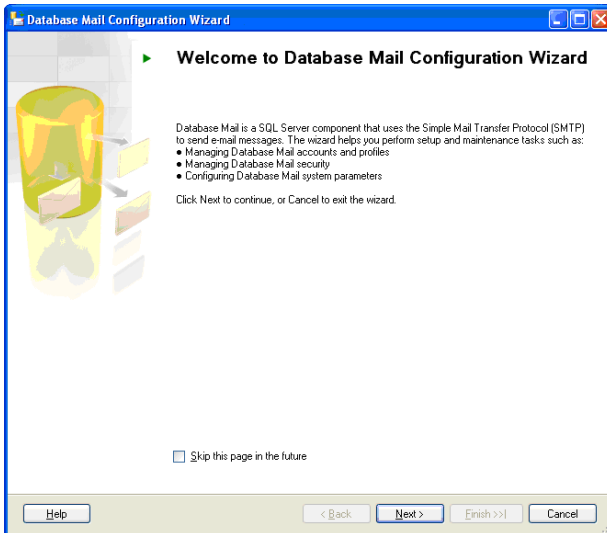 Database Mail Configuration Wizard
Welcome to Database Mail Configuration Wizard
Database Mail is a SQL Server component that uses the Simple Mail Transfer Protocol (SMTP)
to send e-mail messages. The wizard helps you perform setup and maintenance tasks such as:
● Managing Database Mail accounts and profiles
● Managing Database Mail security
● Configuring Database Mail system parameters
Click Next to continue, or Cancel to exit the wizard.
Skip this page in the future
Help < Back Next > Finish >>| Cancel